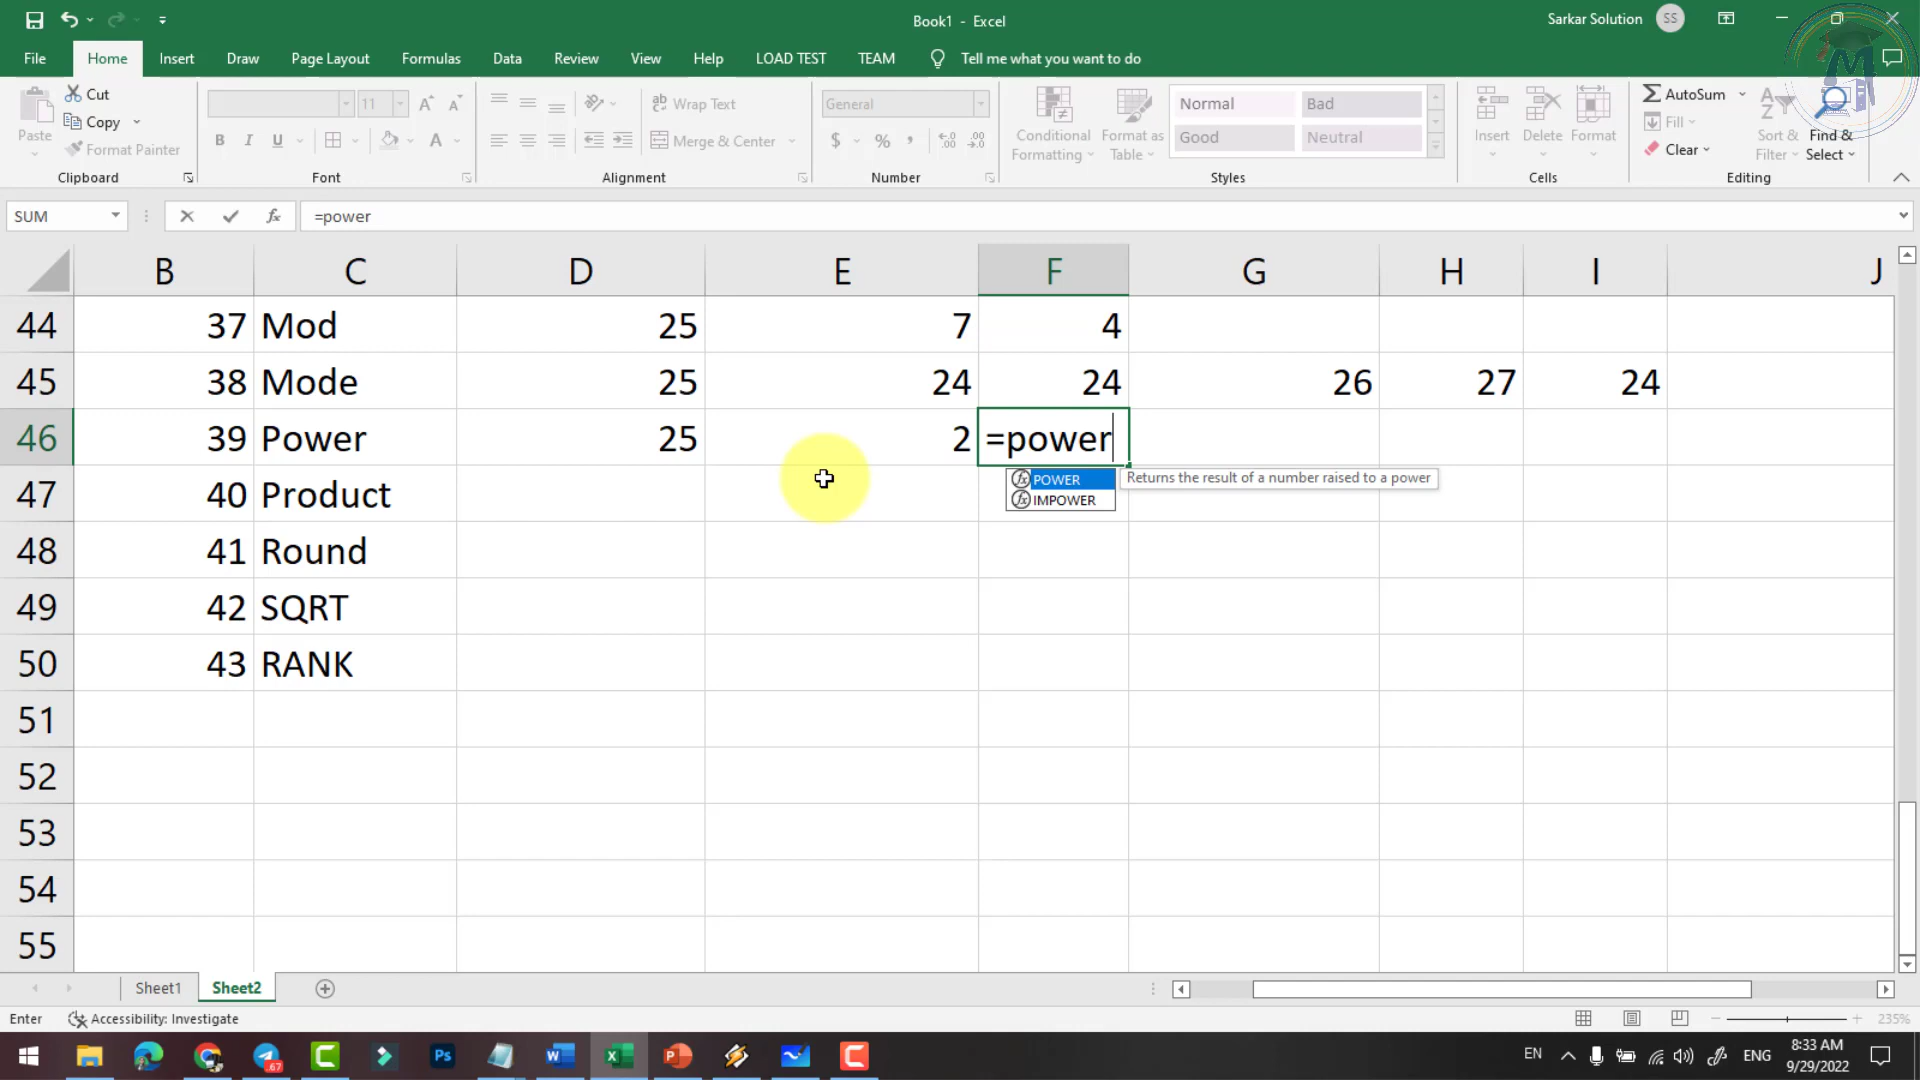 Book1 - Excel
Sarkar Solution
SS
File
Home
Insert
Draw
Page Layout
Formulas
Data
Review
View
Help
LOAD TEST
TEAM
Tell me what you want to do
Paste
Cut
Copy
Format Painter
Clipboard
11
B I U
A
Font
Wrap Text
Merge & Center
Alignment
General
$ % ,
Number
Conditional
Formatting
Format as
Table
Normal
Bad
Good
Neutral
Styles
Insert
Delete
Format
Cells
AutoSum
Fill
Clear
Sort &
Filter
Find &
Select
Editing
M
SUM
fx
=power
B C D E F G H I J
44 37 Mod 25 7 4
45 38 Mode 25 24 24 26 27 24
46 39 Power 25 2 =power
POWER
Returns the result of a number raised to a power
IMPOWER
47 40 Product
48 41 Round
49 42 SQRT
50 43 RANK
51
52
53
54
55
Sheet1
Sheet2
Enter
Accessibility: Investigate
235%
.67
Ps
EN
ENG
8:33 AM
9/29/2022